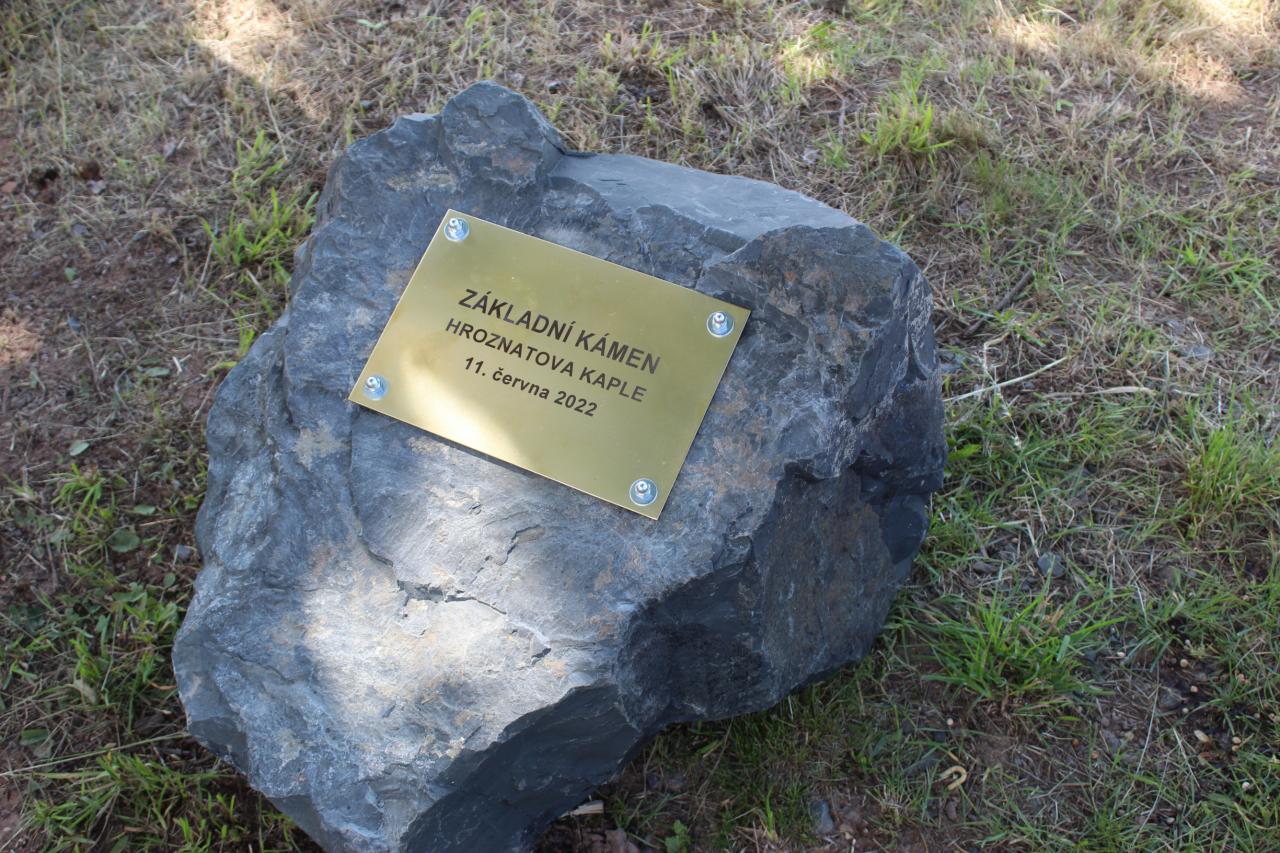 ZÁKLADNÍ KÁMEN
HROZNATOVA KAPLE
11. června 2022